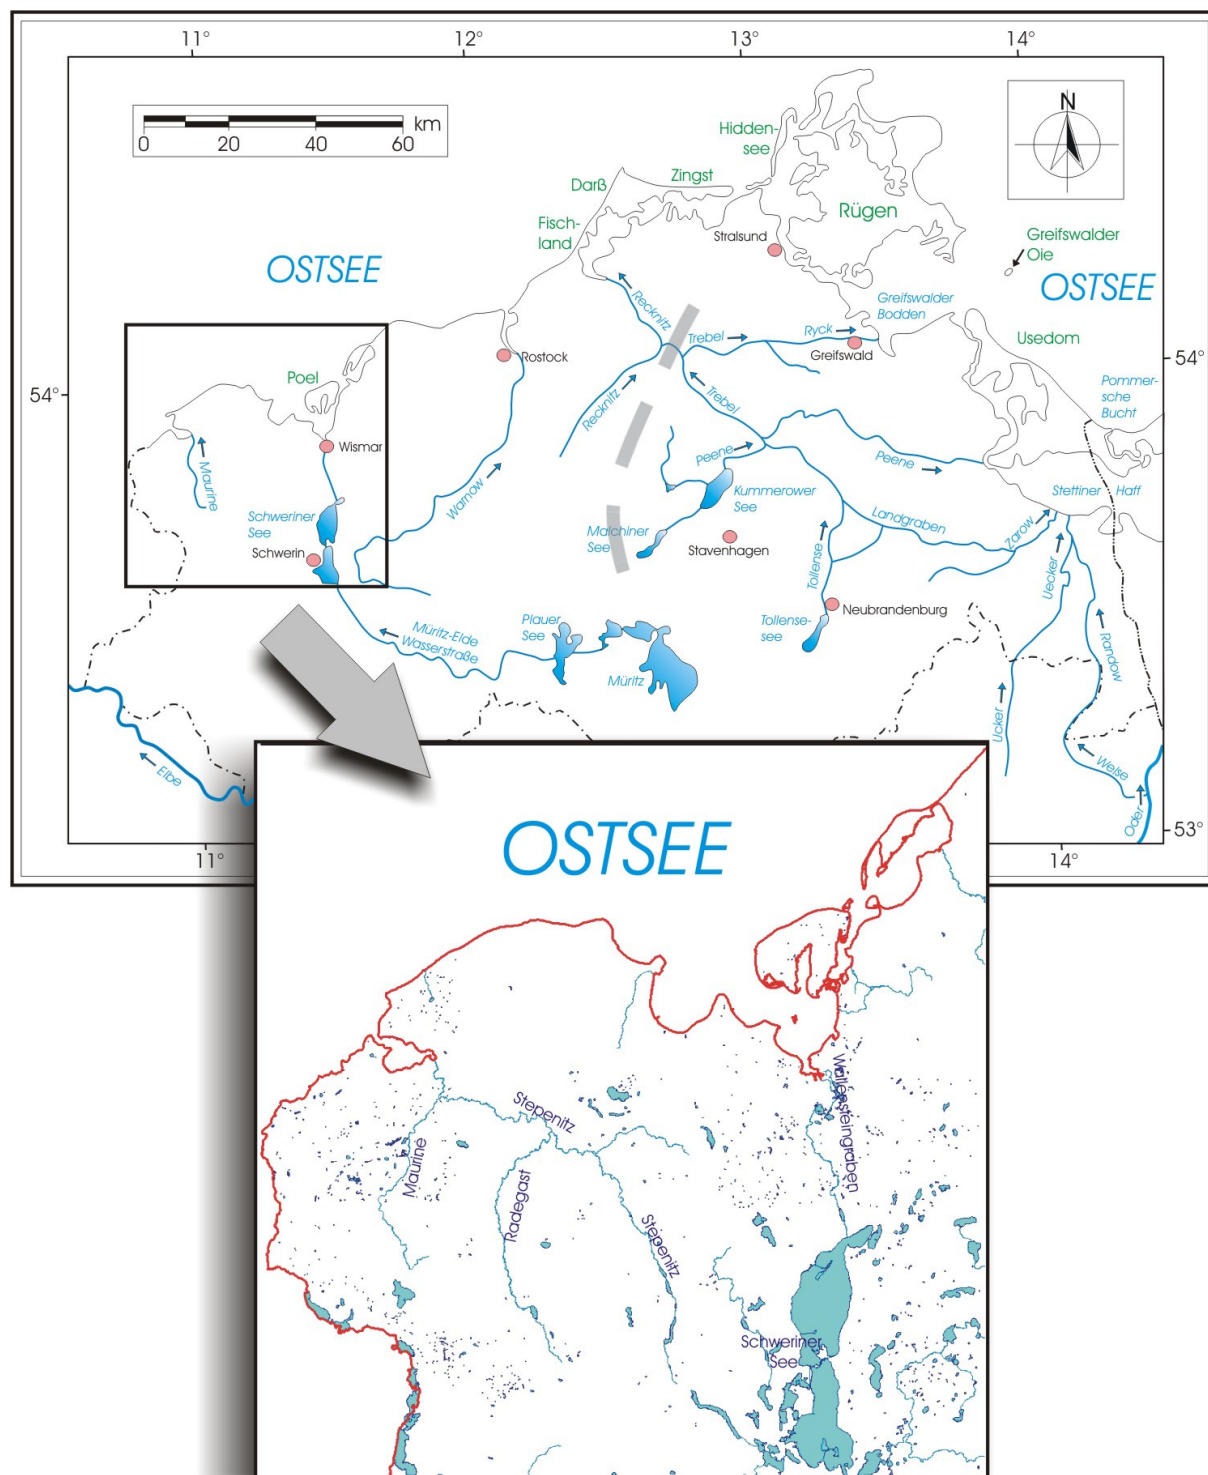 11°
12°
13°
14°
N
km
0
20
40
60
Hidden-
see
Darß
Zingst
Fisch-
land
Rügen
Stralsund
Greifswalder
Oie
OSTSEE
OSTSEE
Recknitz
Greifswalder
Bodden
Trebel
Ryck
Greifswald
Usedom
Rostock
54°
54°
Poel
Pommer-
sche
Bucht
Recknitz
Trebel
Wismar
Maurine
Peene
Peene
Warnow
Kummerower
See
Stettiner
Haff
Schweriner
See
Landgraben
Zarow
Schwerin
Malchiner
See
Stavenhagen
Tollense
Uecker
Neubrandenburg
Plauer
See
Tollense-
see
Müritz-Elde
Wasserstraße
Müritz
Randow
Ucker
Elbe
Welse
Oder
53°
11°
14°
OSTSEE
Wallensteingraben
Stepenitz
Maurine
Radegast
Stepenitz
Schweriner
See